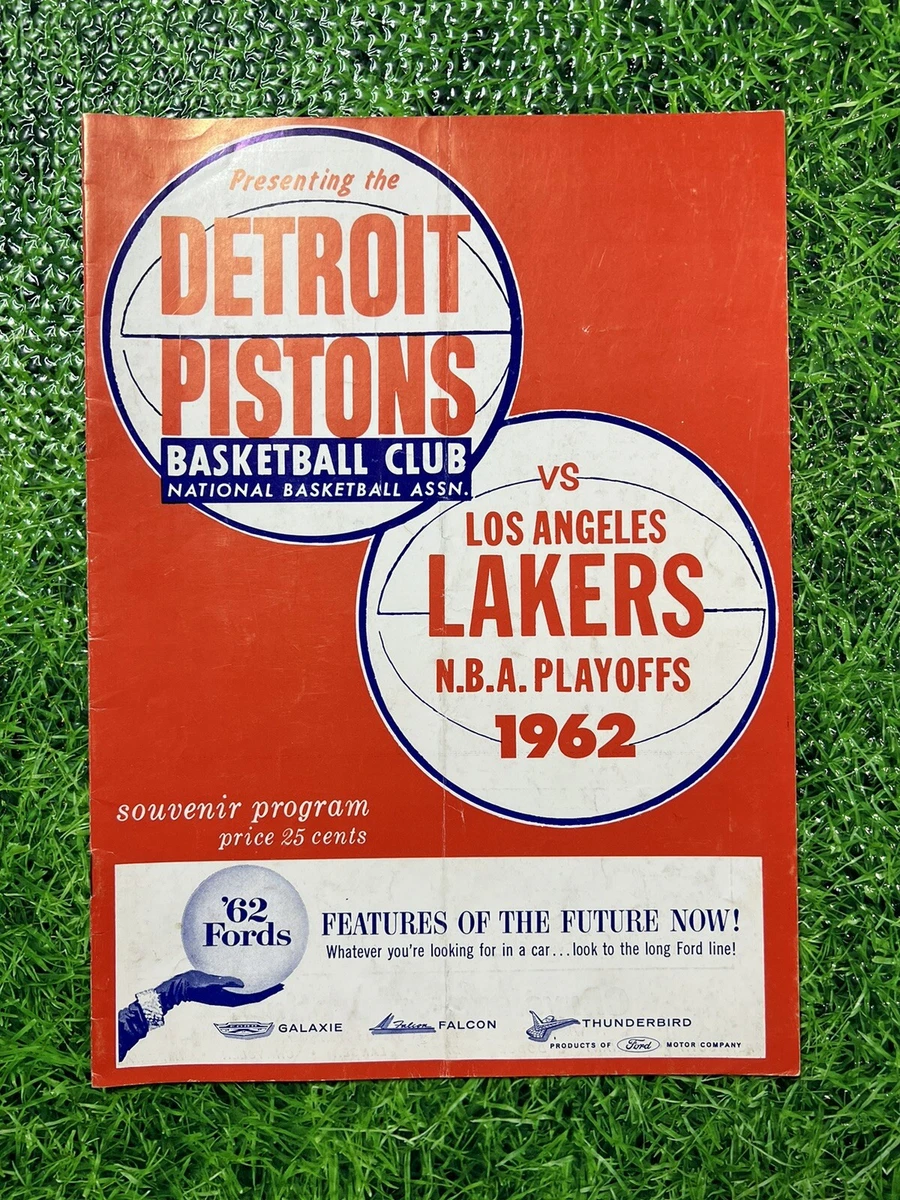 Presenting the
DETROIT
PISTONS
BASKETBALL CLUB
NATIONAL BASKETBALL ASSN.
VS
LOS ANGELES
LAKERS
N.B.A. PLAYOFFS
1962
souvenir program
price 25 cents
'62
Fords
FEATURES OF THE FUTURE NOW!
Whatever you're looking for in a car...look to the long Ford line!
GALAXIE
Falcon FALCON
THUNDERBIRD
PRODUCTS OF Ford MOTOR COMPANY